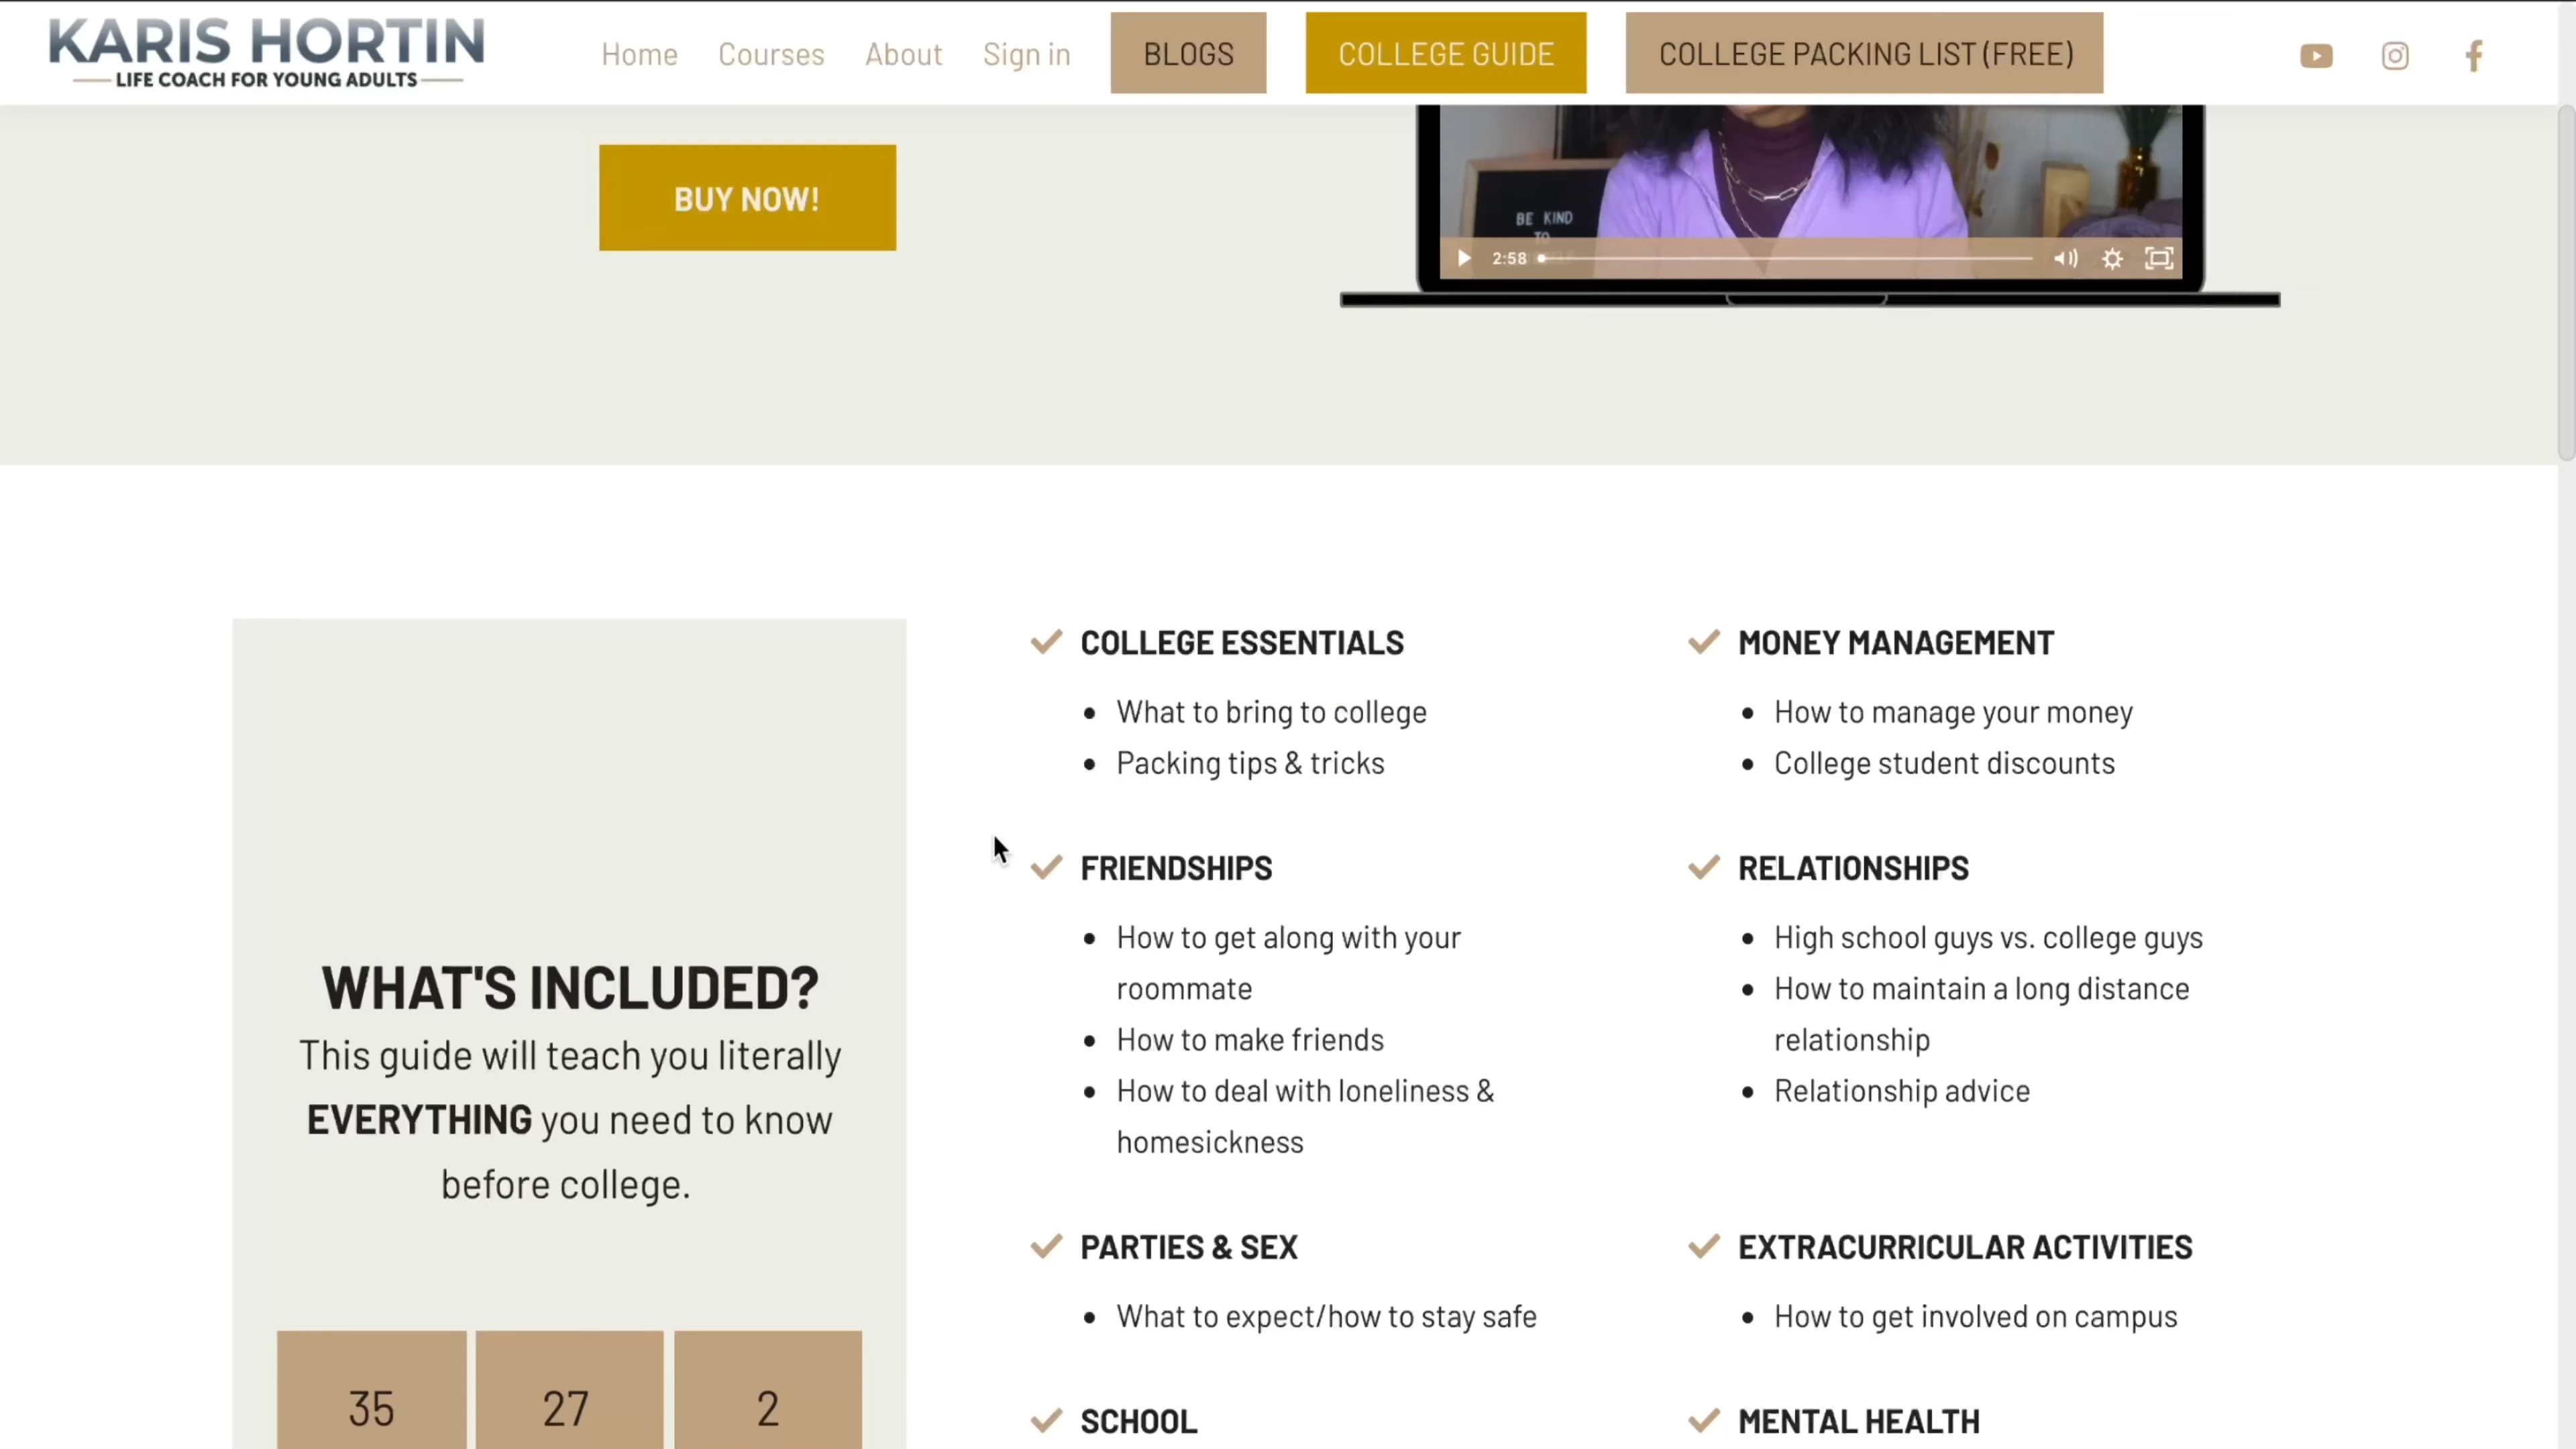 KARIS HORTIN
LIFE COACH FOR YOUNG ADULTS
Home
Courses
About
Sign in
BLOGS
COLLEGE GUIDE
COLLEGE PACKING LIST (FREE)
BUY NOW!
BE KIND
TO
2:58
WHAT'S INCLUDED?
This guide will teach you literally
EVERYTHING you need to know
before college.
35
27
2
COLLEGE ESSENTIALS
What to bring to college
Packing tips & tricks
FRIENDSHIPS
How to get along with your
roommate
How to make friends
How to deal with loneliness &
homesickness
PARTIES & SEX
What to expect/how to stay safe
SCHOOL
MONEY MANAGEMENT
How to manage your money
College student discounts
RELATIONSHIPS
High school guys vs. college guys
How to maintain a long distance
relationship
Relationship advice
EXTRACURRICULAR ACTIVITIES
How to get involved on campus
MENTAL HEALTH